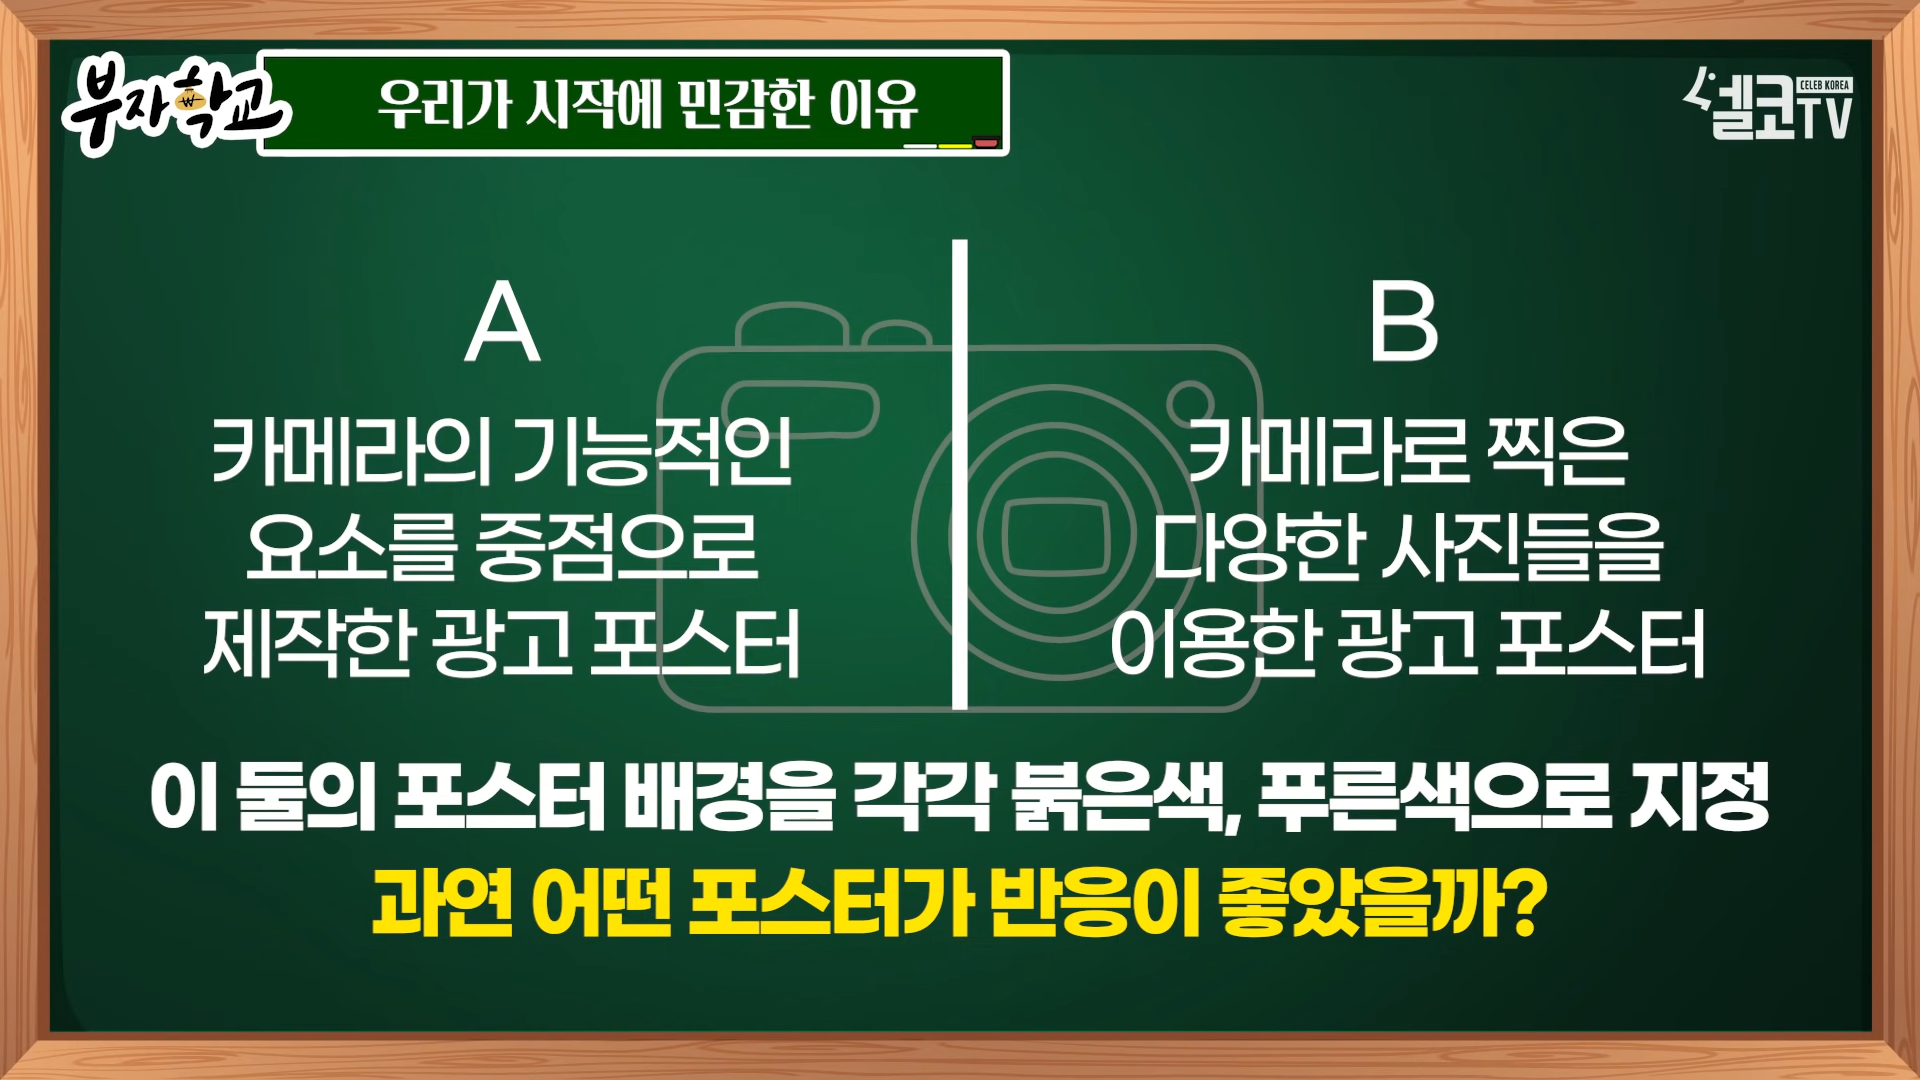 부자학교
우리가 시작에 민감한 이유
셀코TV
CELEB KOREA
A
카메라의 기능적인
요소를 중점으로
제작한 광고 포스터
B
카메라로 찍은
다양한 사진들을
이용한 광고 포스터
이 둘의 포스터 배경을 각각 붉은색, 푸른색으로 지정
과연 어떤 포스터가 반응이 좋았을까?